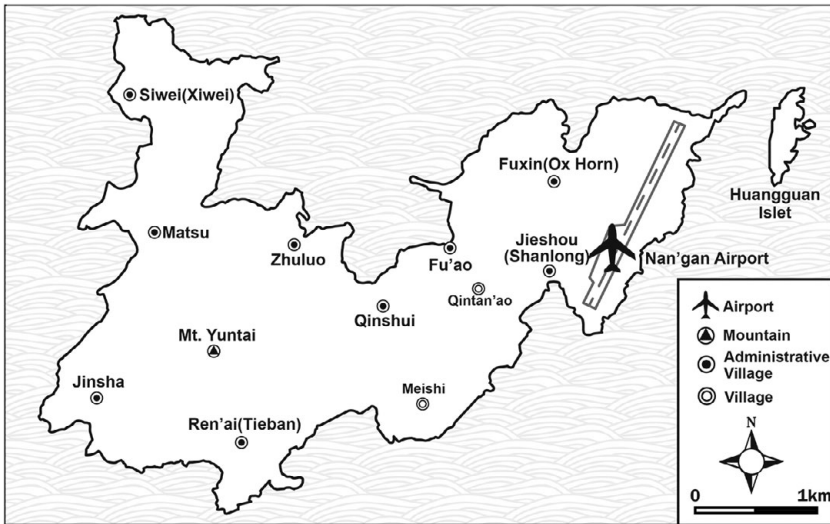 Siwei(Xiwei)
Fuxin(Ox Horn)
Huangguan
Islet
Matsu
Zhuluo
Fu'ao
Jieshou
(Shanlong)
Nan'gan Airport
Qintan'ao
Qinshui
Mt. Yuntai
Jinsha
Meishi
Ren'ai(Tieban)
Airport
Mountain
Administrative
Village
Village
N
0 1km